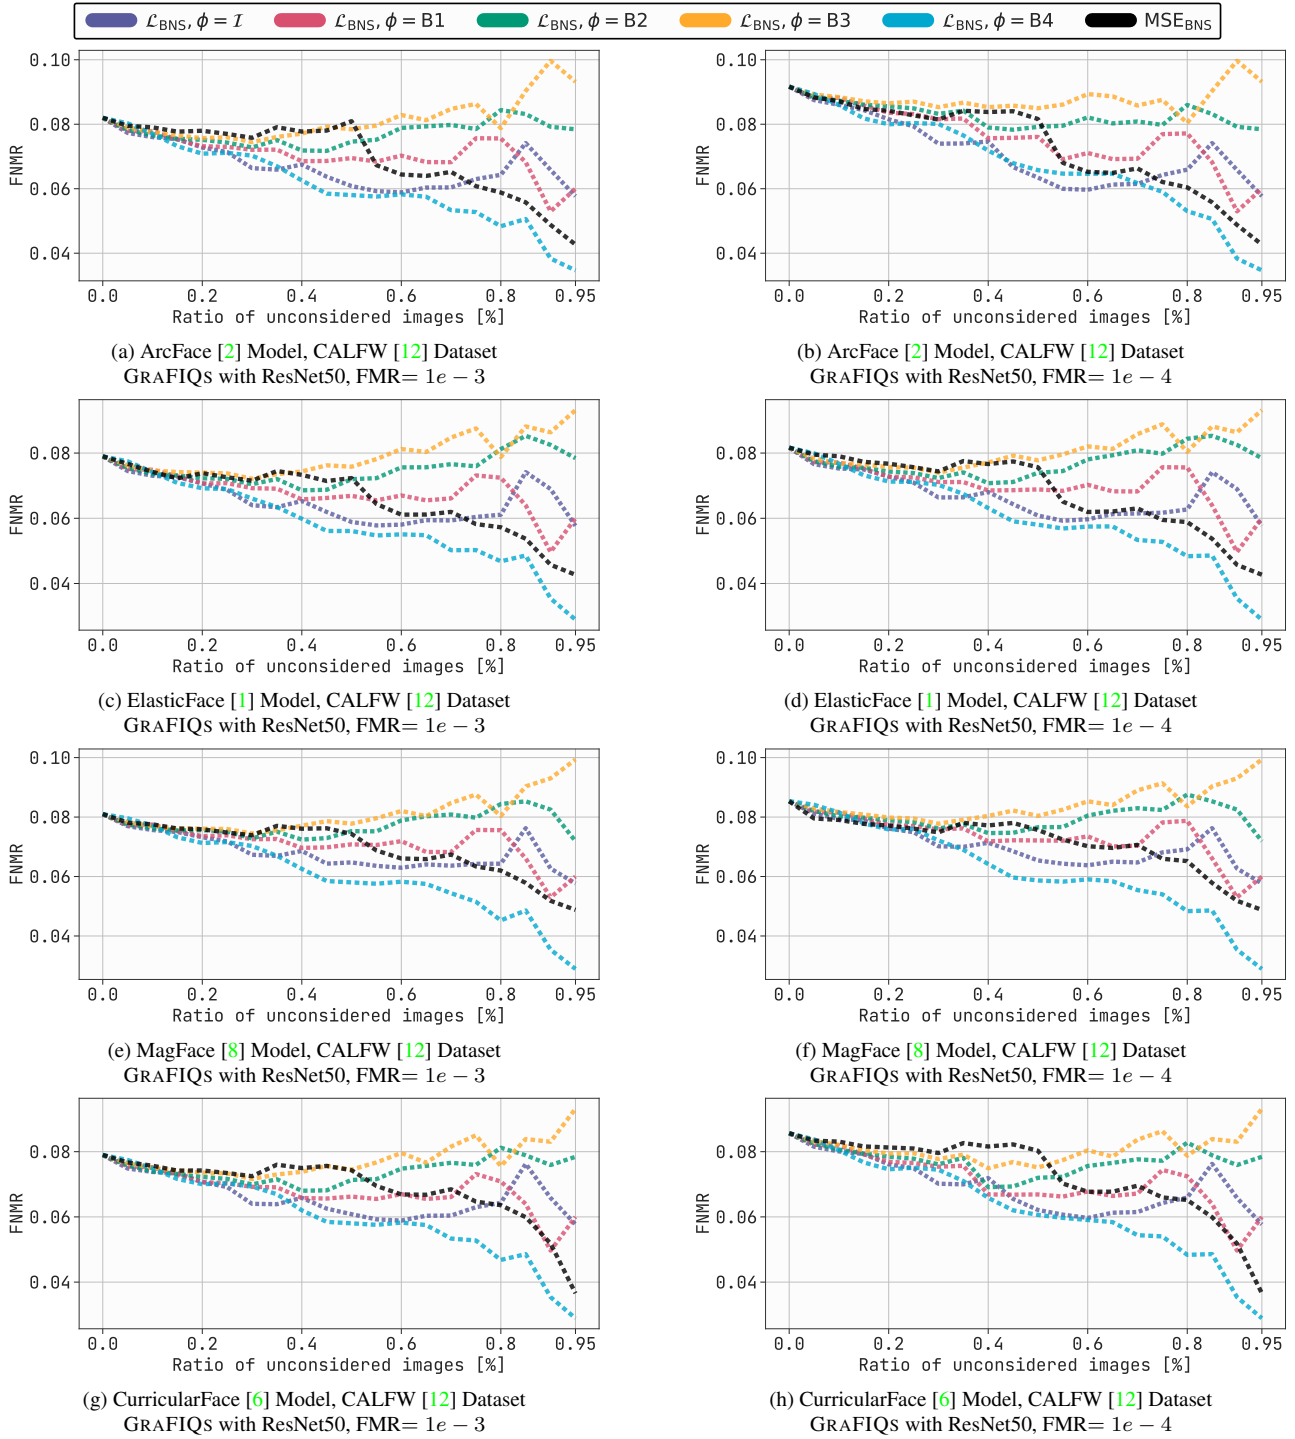 ℒBNS, ϕ = ℐ ℒBNS, ϕ = B1 ℒBNS, ϕ = B2 ℒBNS, ϕ = B3 ℒBNS, ϕ = B4 MSEBNS
0.10
0.08
0.06
0.04
FNMR
0.0 0.2 0.4 0.6 0.8 0.95
Ratio of unconsidered images [%]
(a) ArcFace [2] Model, CALFW [12] Dataset
GRAFIQS with ResNet50, FMR= 1e − 3
0.10
0.08
0.06
0.04
FNMR
0.0 0.2 0.4 0.6 0.8 0.95
Ratio of unconsidered images [%]
(b) ArcFace [2] Model, CALFW [12] Dataset
GRAFIQS with ResNet50, FMR= 1e − 4
0.08
0.06
0.04
FNMR
0.0 0.2 0.4 0.6 0.8 0.95
Ratio of unconsidered images [%]
(c) ElasticFace [1] Model, CALFW [12] Dataset
GRAFIQS with ResNet50, FMR= 1e − 3
0.08
0.06
0.04
FNMR
0.0 0.2 0.4 0.6 0.8 0.95
Ratio of unconsidered images [%]
(d) ElasticFace [1] Model, CALFW [12] Dataset
GRAFIQS with ResNet50, FMR= 1e − 4
0.10
0.08
0.06
0.04
FNMR
0.0 0.2 0.4 0.6 0.8 0.95
Ratio of unconsidered images [%]
(e) MagFace [8] Model, CALFW [12] Dataset
GRAFIQS with ResNet50, FMR= 1e − 3
0.10
0.08
0.06
0.04
FNMR
0.0 0.2 0.4 0.6 0.8 0.95
Ratio of unconsidered images [%]
(f) MagFace [8] Model, CALFW [12] Dataset
GRAFIQS with ResNet50, FMR= 1e − 4
0.08
0.06
0.04
FNMR
0.0 0.2 0.4 0.6 0.8 0.95
Ratio of unconsidered images [%]
(g) CurricularFace [6] Model, CALFW [12] Dataset
GRAFIQS with ResNet50, FMR= 1e − 3
0.08
0.06
0.04
FNMR
0.0 0.2 0.4 0.6 0.8 0.95
Ratio of unconsidered images [%]
(h) CurricularFace [6] Model, CALFW [12] Dataset
GRAFIQS with ResNet50, FMR= 1e − 4